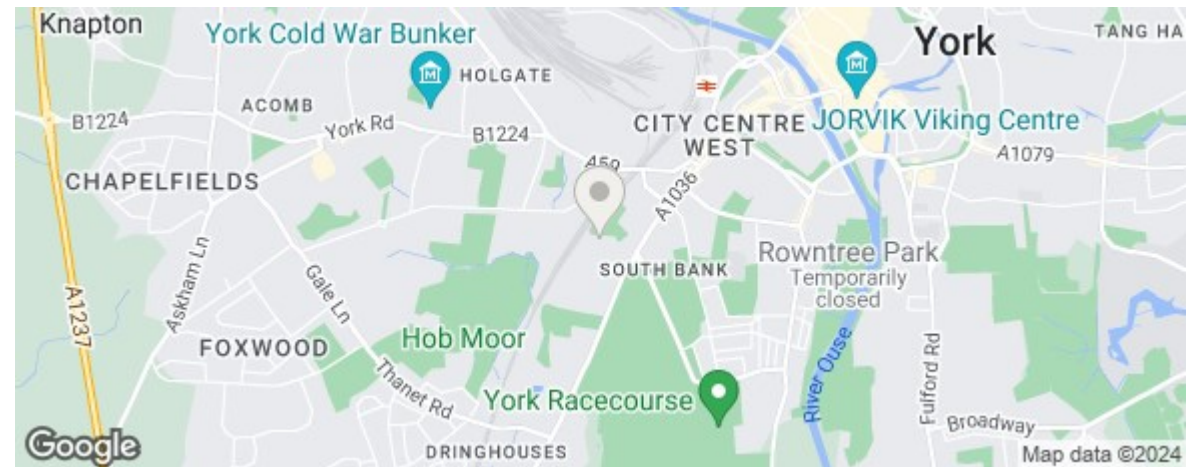 Knapton
York Cold War Bunker
York
TANG HA
HOLGATE
ACOMB
B1224
York Rd
B1224
CITY CENTRE
WEST
JORVIK Viking Centre
A59
A1079
CHAPELFIELDS
A1036
Askham Ln
Gale Ln
SOUTH BANK
Rowntree Park
Temporarily
closed
A1237
FOXWOOD
Hob Moor
River Ouse
Fulford Rd
Thanet Rd
York Racecourse
Broadway
DRINGHOUSES
Google
Map data ©2024